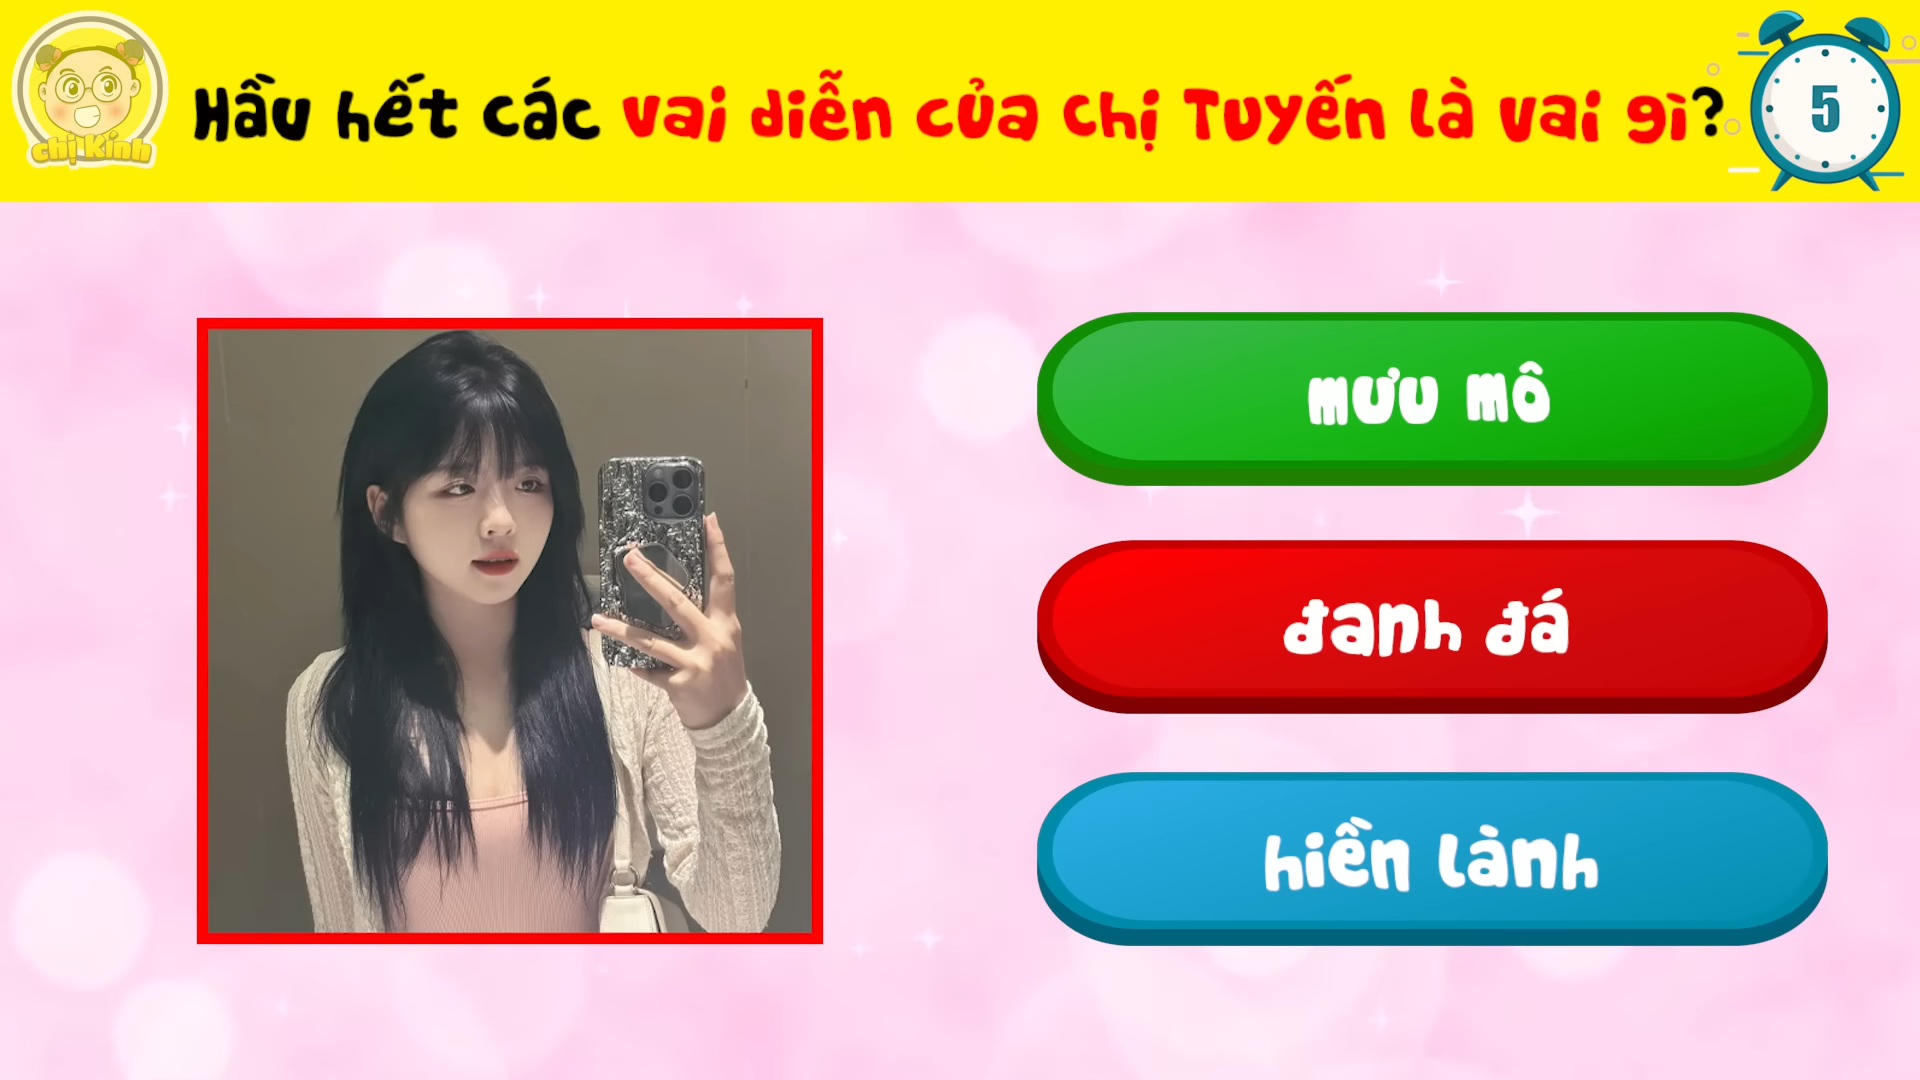 chị Kính
Hầu hết các vai diễn của chị Tuyến là vai gì?
5
mưu mô
đanh đá
hiền lành